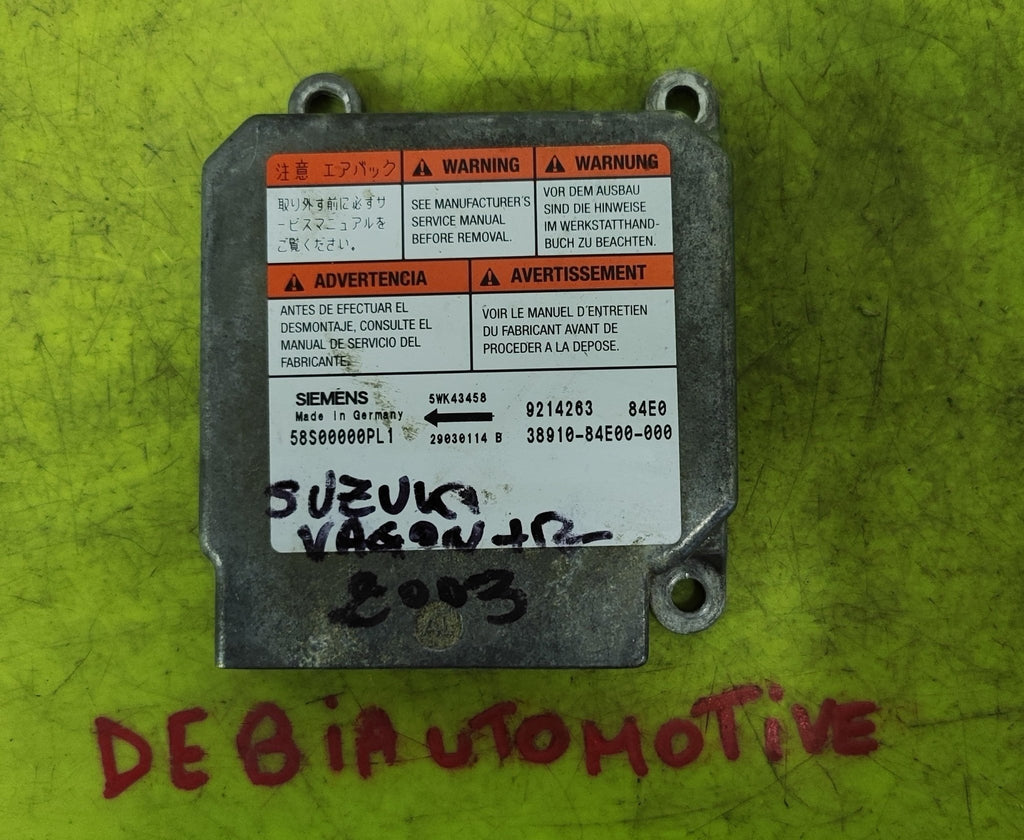 注意 エアバック
取り外す前に必ずサ
ービスマニュアルを
ご覧ください。
WARNING
SEE MANUFACTURER'S
SERVICE MANUAL
BEFORE REMOVAL.
WARNUNG
VOR DEM AUSBAU
SIND DIE HINWEISE
IM WERKSTATTHAND-
BUCH ZU BEACHTEN.
ADVERTENCIA
ANTES DE EFECTUAR EL
DESMONTAJE, CONSULTE EL
MANUAL DE SERVICIO DEL
FABRICANTE.
AVERTISSEMENT
VOIR LE MANUEL D'ENTRETIEN
DU FABRICANT AVANT DE
PROCEDER A LA DEPOSE.
SIEMENS 5WK43458 9214263 84E0
Made in Germany
58S00000PL1 29030114 B 38910-84E00-000
SUZUKI
VAGON+R
2003
DEBIAUTOMOTiVE